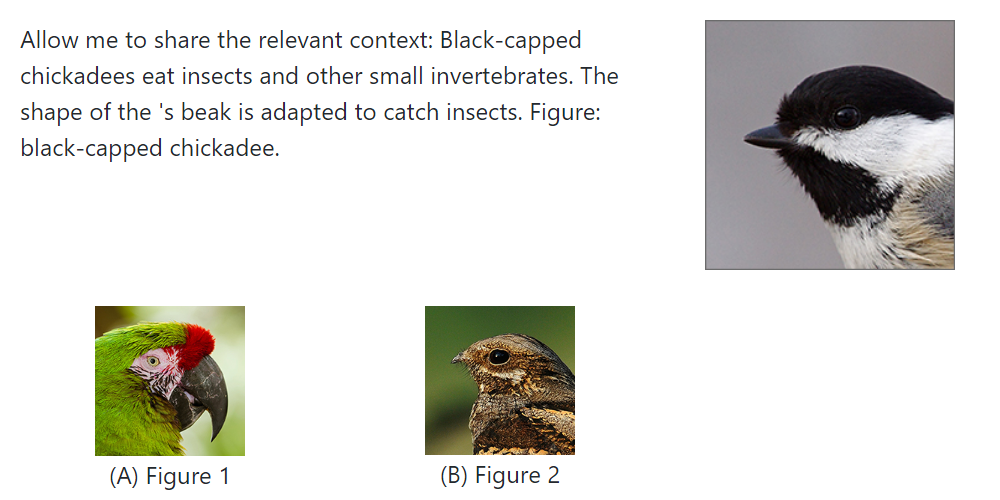 Allow me to share the relevant context: Black-capped
chickadees eat insects and other small invertebrates. The
shape of the 's beak is adapted to catch insects. Figure:
black-capped chickadee.
(A) Figure 1
(B) Figure 2